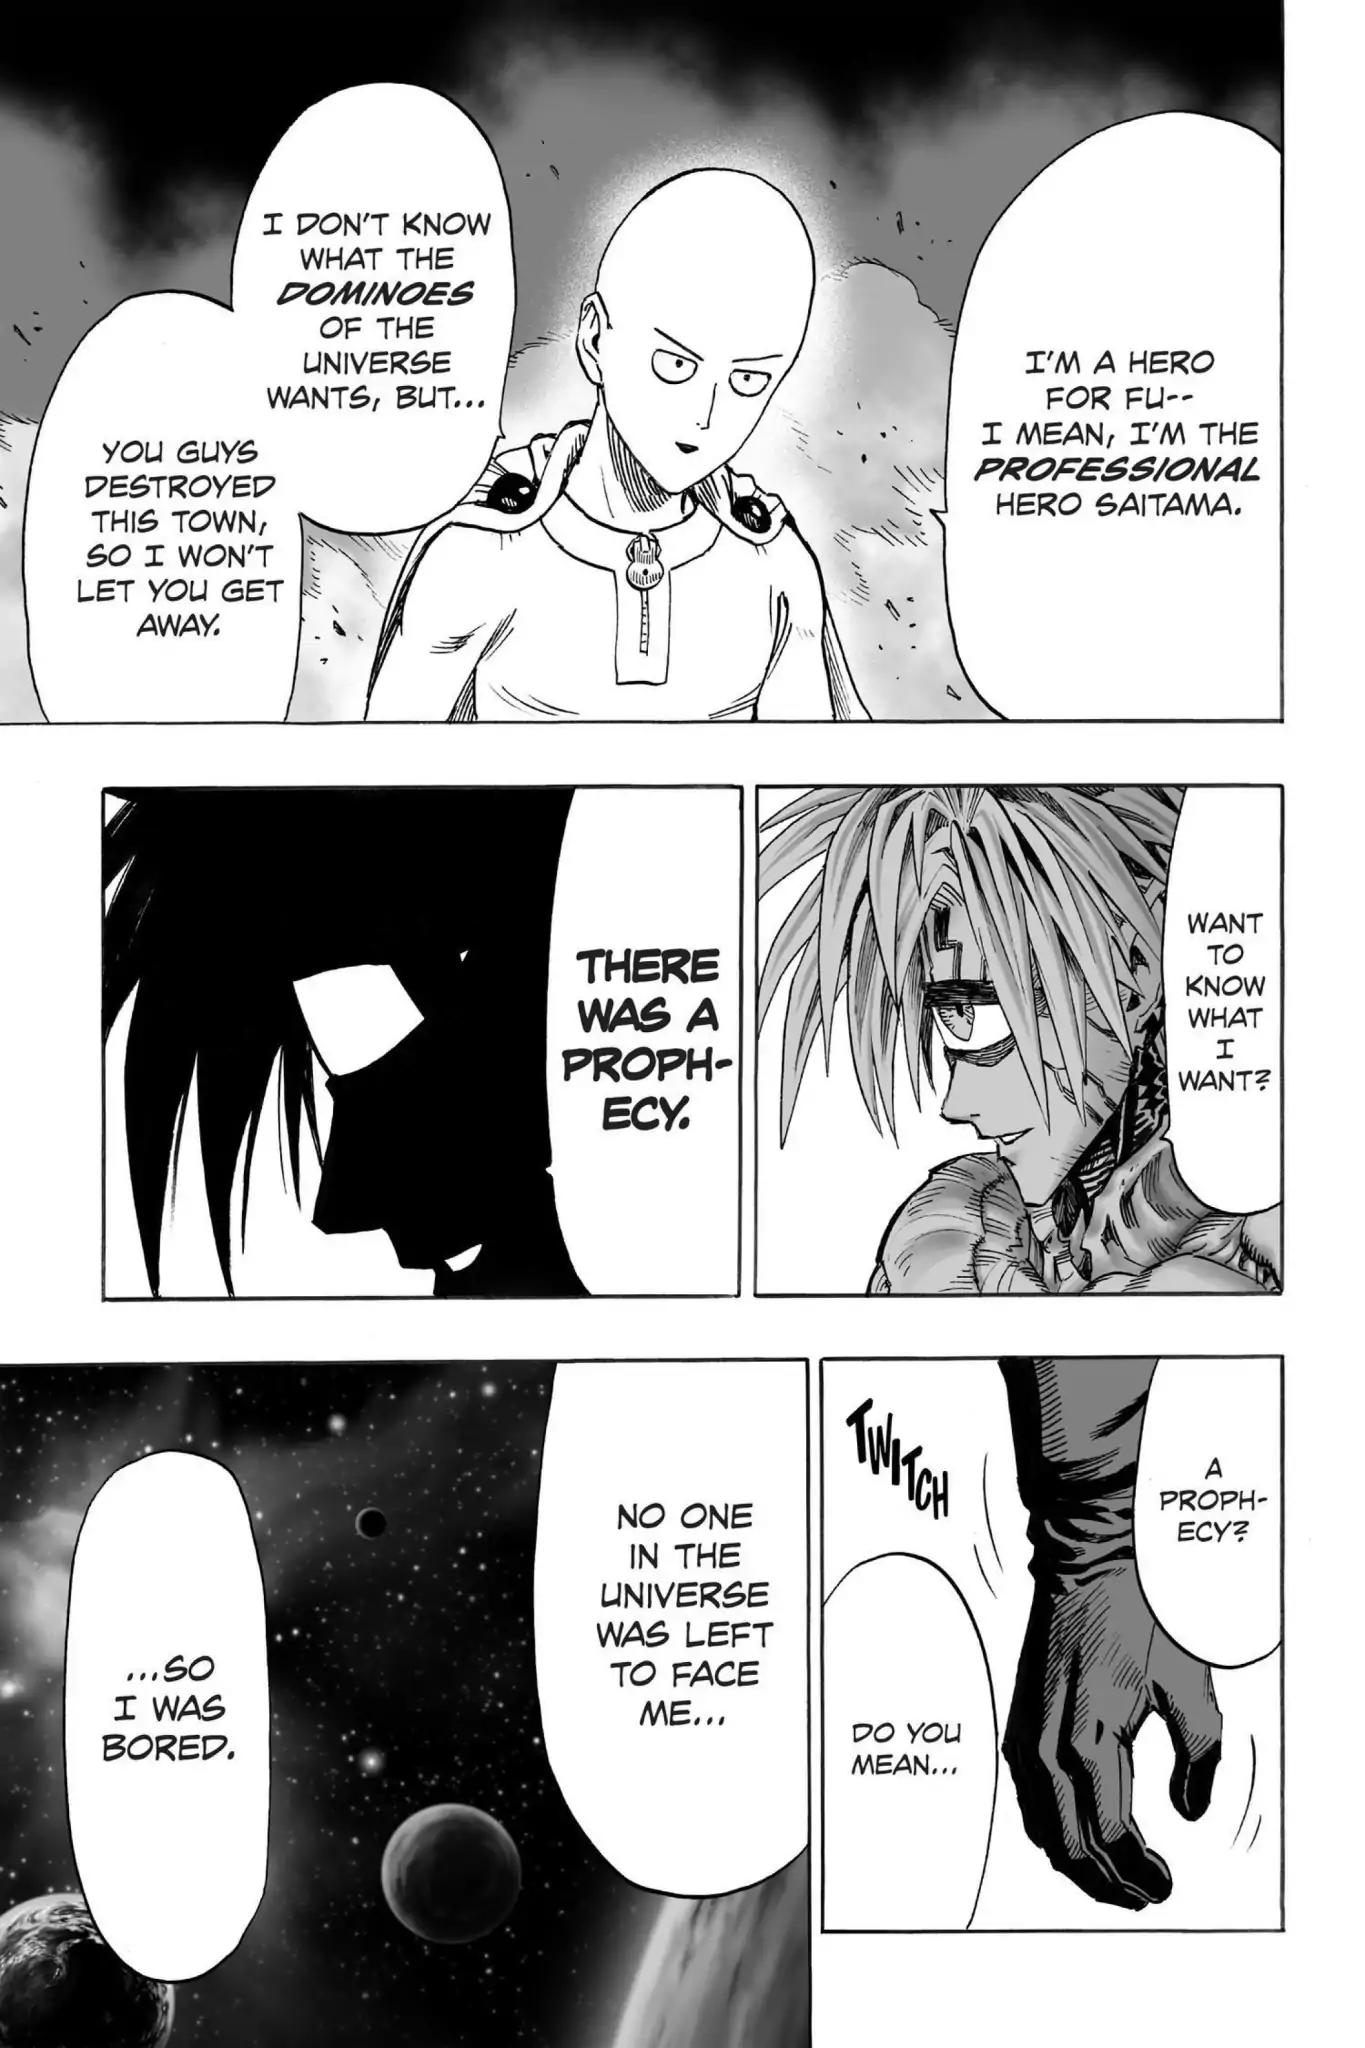 I'M A HERO
FOR FU--
I MEAN, I'M THE
PROFESSIONAL
HERO SAITAMA.
I DON'T KNOW
WHAT THE
DOMINOES
OF THE
UNIVERSE
WANTS, BUT...
YOU GUYS
DESTROYED
THIS TOWN,
SO I WON'T
LET YOU GET
AWAY.
WANT
TO
KNOW
WHAT
I
WANT?
THERE
WAS A
PROPH-
ECY.
A
PROPH-
ECY?
TWITCH
DO YOU
MEAN...
NO ONE
IN THE
UNIVERSE
WAS LEFT
TO FACE
ME...
...SO
I WAS
BORED.